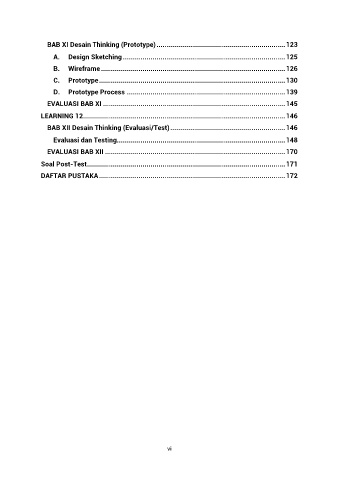 BAB XI Desain Thinking (Prototype) ........ 123
A. Design Sketching ........ 125
B. Wireframe ........ 126
C. Prototype ........ 130
D. Prototype Process ........ 139
EVALUASI BAB XI ........ 145
LEARNING 12 ........ 146
BAB XII Desain Thinking (Evaluasi/Test) ........ 146
Evaluasi dan Testing ........ 148
EVALUASI BAB XII ........ 170
Soal Post-Test ........ 171
DAFTAR PUSTAKA ........ 172
vi